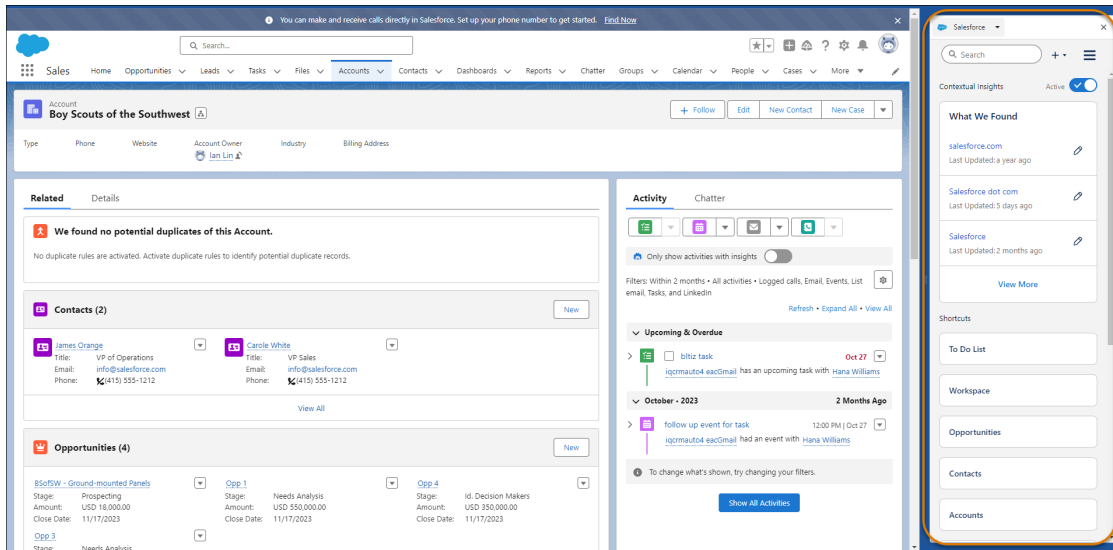 You can make and receive calls directly in Salesforce. Set up your phone number to get started. Find Now
Search...
Sales Home Opportunities Leads Tasks Files Accounts Contacts Dashboards Reports Chatter Groups Calendar People Cases More
Account
Boy Scouts of the Southwest
+ Follow Edit New Contact New Case
Type Phone Website Account Owner Industry Billing Address
Ian Lin
Related Details
We found no potential duplicates of this Account.
No duplicate rules are activated. Activate duplicate rules to identify potential duplicate records.
Contacts (2) New
James Orange
Title: VP of Operations
Email: info@salesforce.com
Phone: (415) 555-1212
Carole White
Title: VP Sales
Email: info@salesforce.com
Phone: (415) 555-1212
View All
Opportunities (4) New
BSofSW - Ground-mounted Panels
Stage: Prospecting
Amount: USD 18,000.00
Close Date: 11/17/2023
Opp 1
Stage: Needs Analysis
Amount: USD 550,000.00
Close Date: 11/17/2023
Opp 4
Stage: Id. Decision Makers
Amount: USD 350,000.00
Close Date: 11/17/2023
Opp 3
Stage: Needs Analysis
Activity Chatter
Only show activities with insights
Filters: Within 2 months • All activities • Logged calls, Email, Events, List
email, Tasks, and LinkedIn
Refresh • Expand All • View All
Upcoming & Overdue
bltiz task Oct 27
iqcrmauto4 eacGmail has an upcoming task with Hana Williams
October • 2023 2 Months Ago
follow up event for task 12:00 PM | Oct 27
iqcrmauto4 eacGmail had an event with Hana Williams
To change what's shown, try changing your filters.
Show All Activities
Salesforce
Search
Contextual Insights Active
What We Found
salesforce.com
Last Updated: a year ago
Salesforce dot com
Last Updated: 5 days ago
Salesforce
Last Updated: 2 months ago
View More
Shortcuts
To Do List
Workspace
Opportunities
Contacts
Accounts